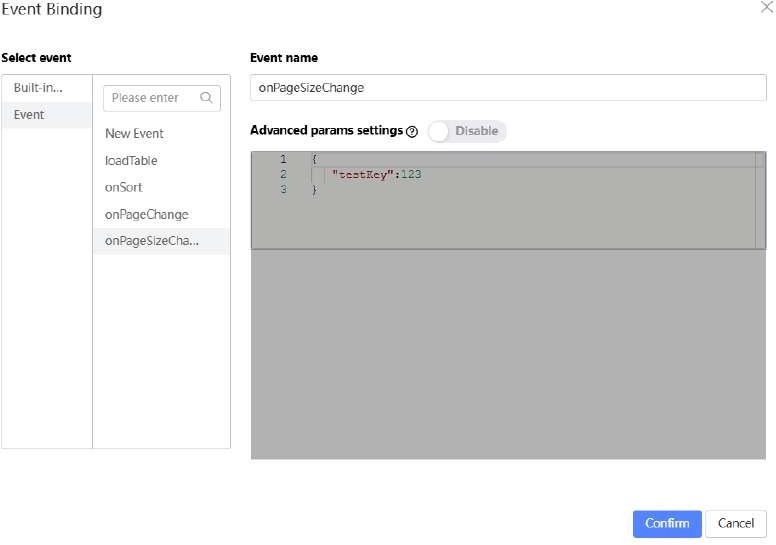 Event Binding
Select event
Built-in...
Event
Please enter
New Event
loadTable
onSort
onPageChange
onPageSizeCha...
Event name
onPageSizeChange
Advanced params settings ?
Disable
1 {
2 "testKey":123
3 }
Confirm
Cancel